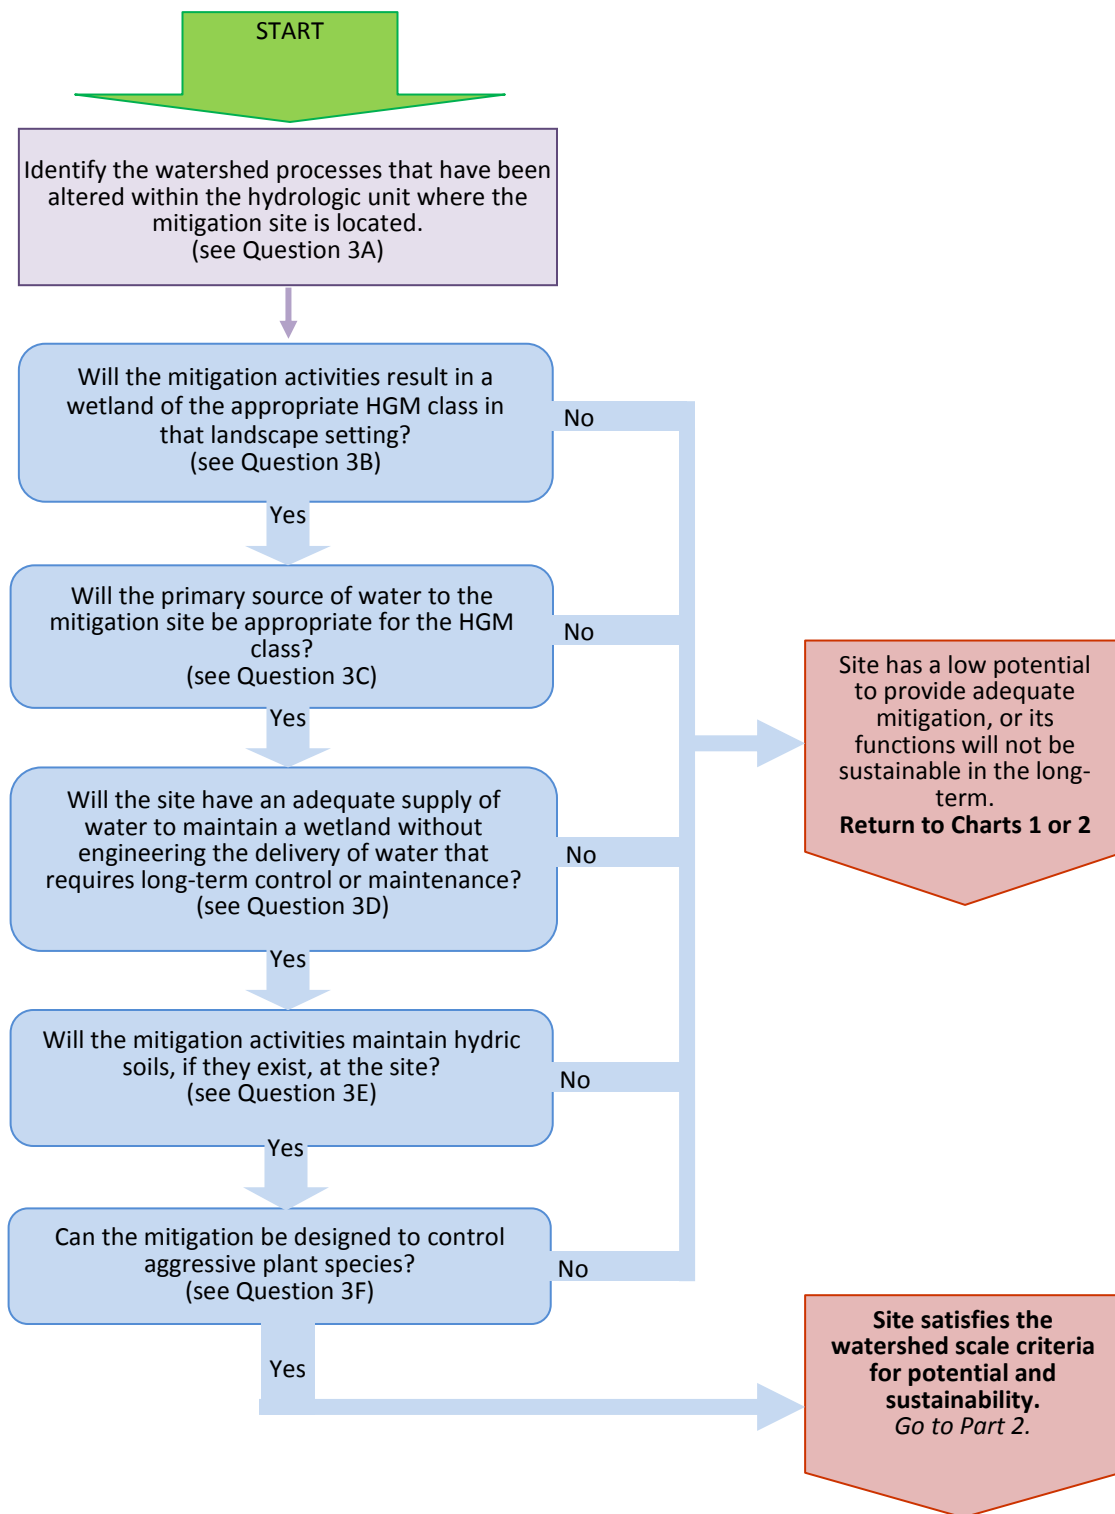 START
Identify the watershed processes that have been
altered within the hydrologic unit where the
mitigation site is located.
(see Question 3A)
Will the mitigation activities result in a
wetland of the appropriate HGM class in
that landscape setting?
(see Question 3B)
No
Yes
Will the primary source of water to the
mitigation site be appropriate for the HGM
class?
(see Question 3C)
No
Yes
Site has a low potential
to provide adequate
mitigation, or its
functions will not be
sustainable in the long-
term.
Return to Charts 1 or 2
Will the site have an adequate supply of
water to maintain a wetland without
engineering the delivery of water that
requires long-term control or maintenance?
(see Question 3D)
No
Yes
Will the mitigation activities maintain hydric
soils, if they exist, at the site?
(see Question 3E)
No
Yes
Can the mitigation be designed to control
aggressive plant species?
(see Question 3F)
No
Yes
Site satisfies the
watershed scale criteria
for potential and
sustainability.
Go to Part 2.